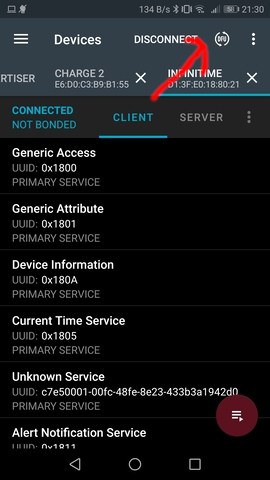 134 B/s 21:30
Devices DISCONNECT DFU
RTISER CHARGE 2 INFINITIME
E6:D0:C3:B9:B1:55 D1:3F:E0:18:80:21
CONNECTED
NOT BONDED CLIENT SERVER
Generic Access
UUID: 0x1800
PRIMARY SERVICE
Generic Attribute
UUID: 0x1801
PRIMARY SERVICE
Device Information
UUID: 0x180A
PRIMARY SERVICE
Current Time Service
UUID: 0x1805
PRIMARY SERVICE
Unknown Service
UUID: c7e50001-00fc-48fe-8e23-433b3a1942d0
PRIMARY SERVICE
Alert Notification Service
UUID: 0x1811